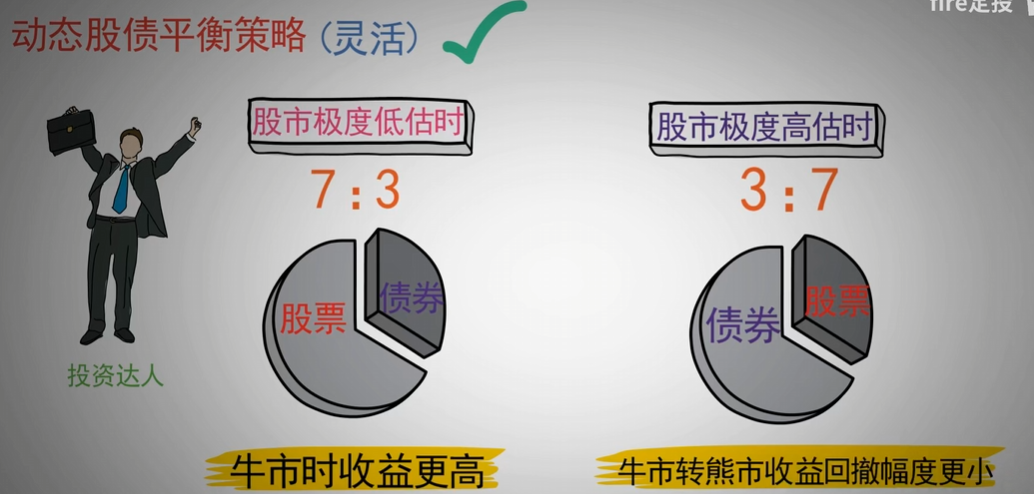 fire定投
动态股债平衡策略（灵活）
股市极度低估时
股市极度高估时
7:3
3:7
股票
债券
债券
股票
投资达人
牛市时收益更高
牛市转熊市收益回撤幅度更小